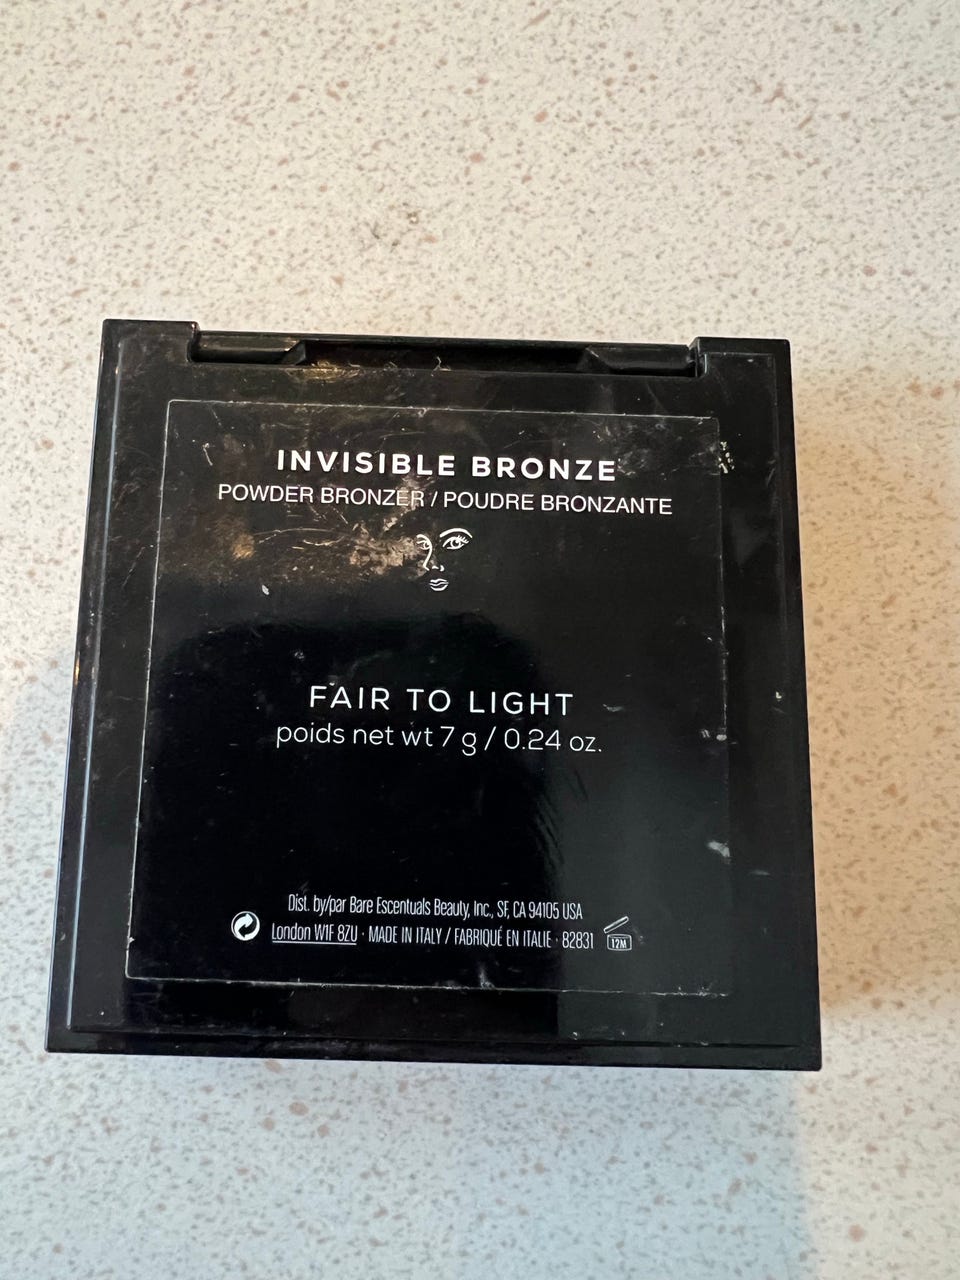 INVISIBLE BRONZE
POWDER BRONZER / POUDRE BRONZANTE
FAIR TO LIGHT
poids net wt 7 g / 0.24 oz.
Dist. by/par Bare Escentuals Beauty, Inc., SF, CA 94105 USA
London W1F 8ZU · MADE IN ITALY / FABRIQUÉ EN ITALIE · 82831
12M